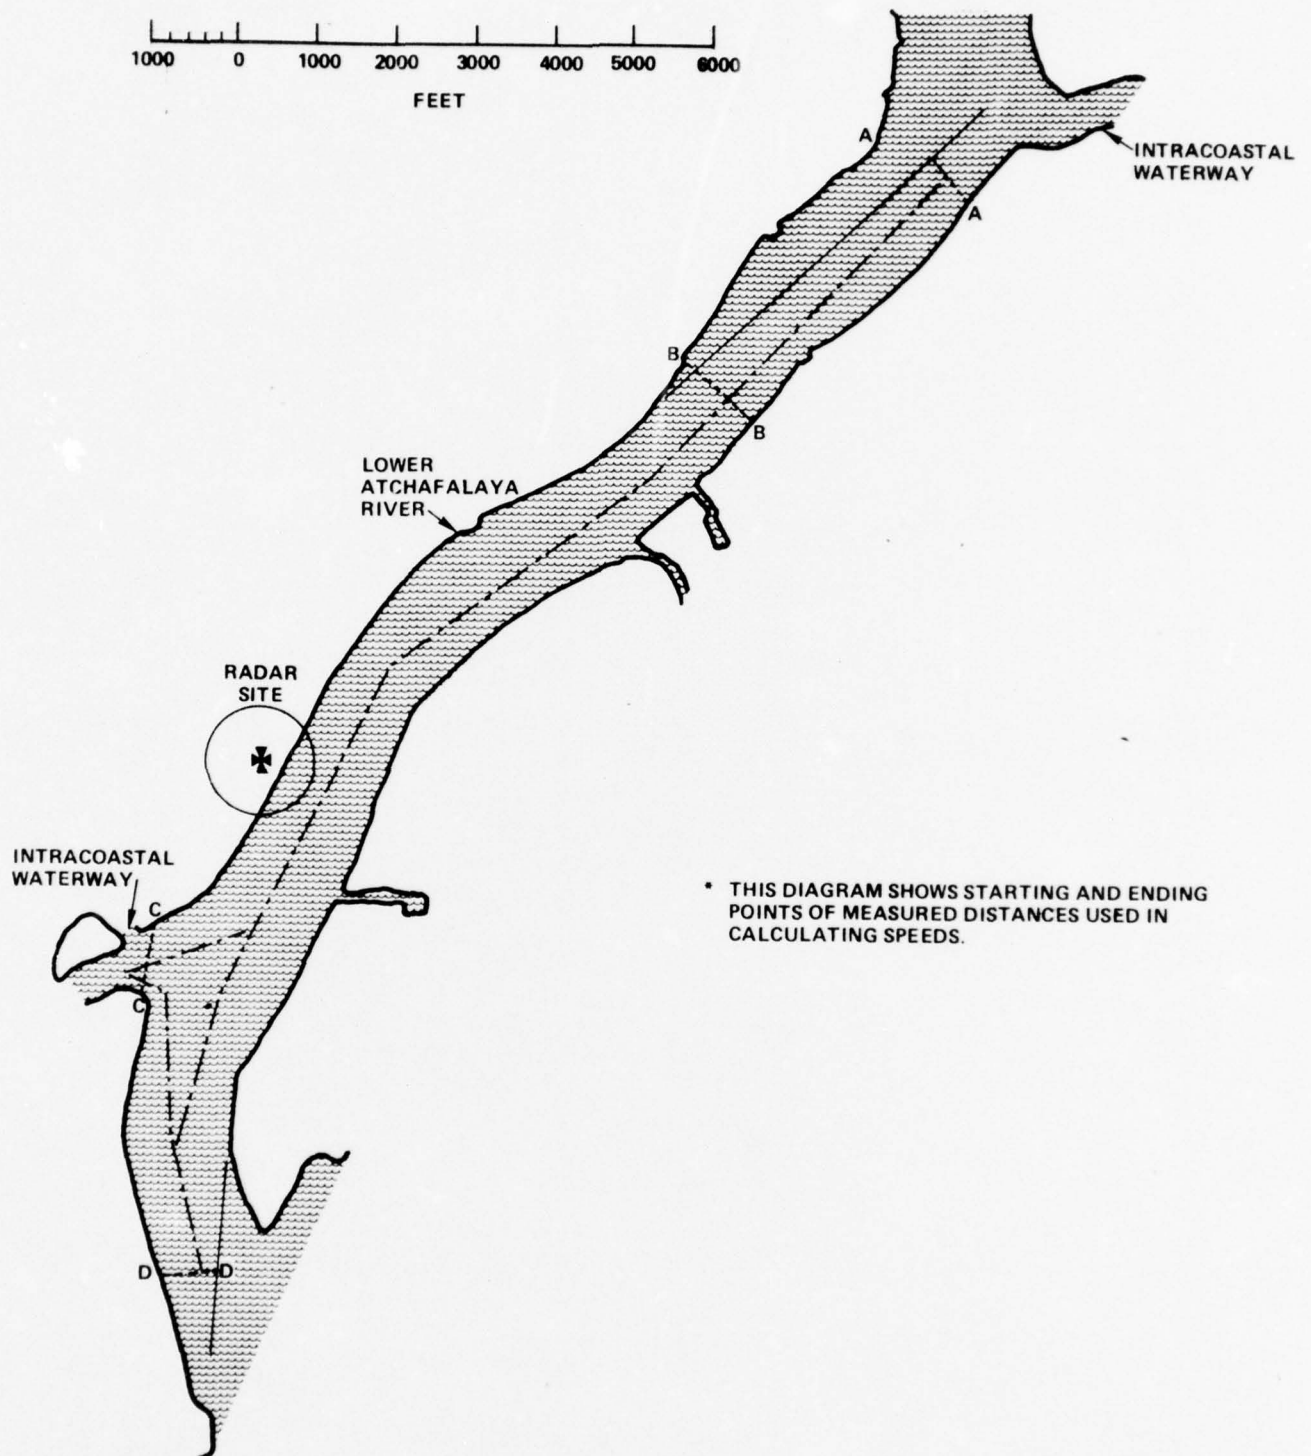 1000 0 1000 2000 3000 4000 5000 6000
FEET
A
INTRACOASTAL
WATERWAY
A
B
B
LOWER
ATCHAFALAYA
RIVER
RADAR
SITE
INTRACOASTAL
WATERWAY
C
* THIS DIAGRAM SHOWS STARTING AND ENDING
POINTS OF MEASURED DISTANCES USED IN
CALCULATING SPEEDS.
C
D
D